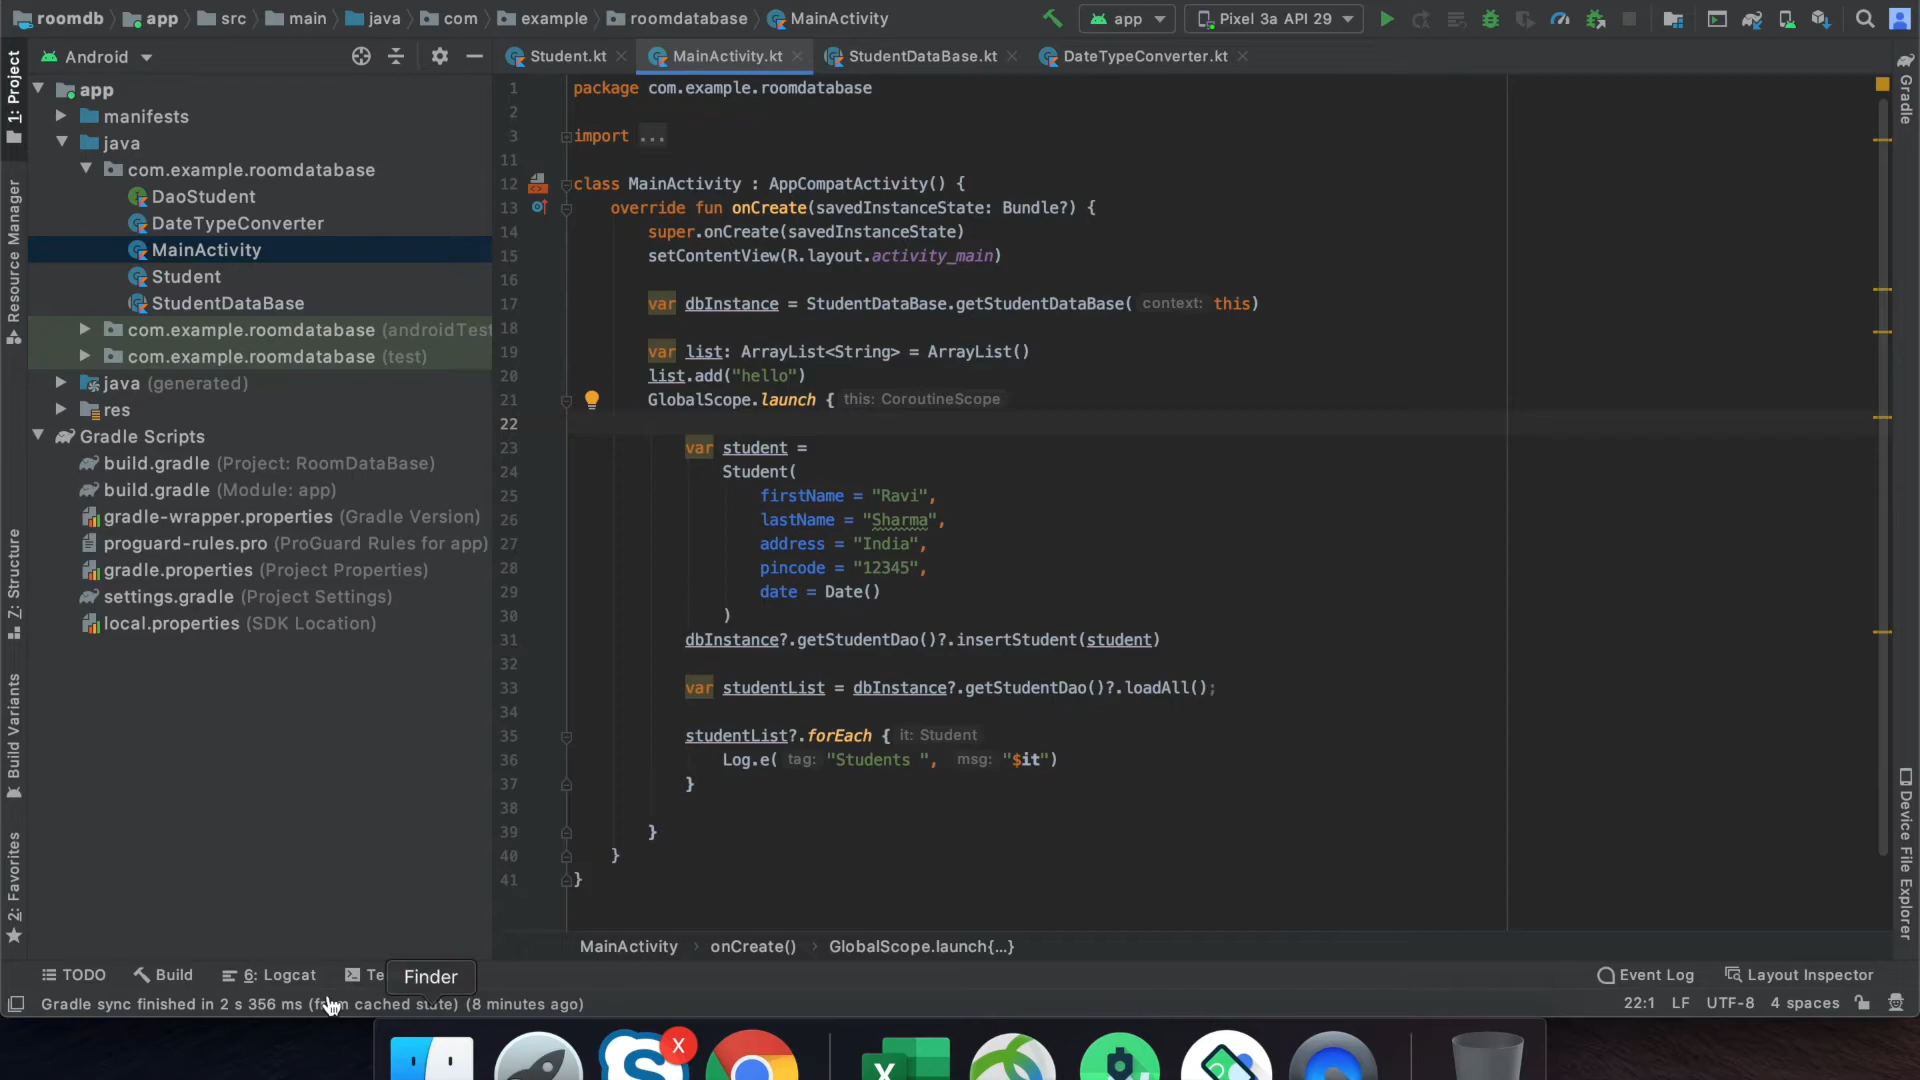 roomdb app src main java com example roomdatabase MainActivity app Pixel 3a API 29
1: Project
Resource Manager
Z: Structure
Build Variants
2: Favorites
Android
app
manifests
java
com.example.roomdatabase
DaoStudent
DateTypeConverter
MainActivity
Student
StudentDataBase
com.example.roomdatabase (androidTest
com.example.roomdatabase (test)
java (generated)
res
Gradle Scripts
build.gradle (Project: RoomDataBase)
build.gradle (Module: app)
gradle-wrapper.properties (Gradle Version)
proguard-rules.pro (ProGuard Rules for app)
gradle.properties (Project Properties)
settings.gradle (Project Settings)
local.properties (SDK Location)
Student.kt MainActivity.kt StudentDataBase.kt DateTypeConverter.kt
1 package com.example.roomdatabase
2
3 import ...
11
12 class MainActivity : AppCompatActivity() {
13 override fun onCreate(savedInstanceState: Bundle?) {
14 super.onCreate(savedInstanceState)
15 setContentView(R.layout.activity_main)
16
17 var dbInstance = StudentDataBase.getStudentDataBase( context: this)
18
19 var list: ArrayList<String> = ArrayList()
20 list.add("hello")
21 GlobalScope.launch { this: CoroutineScope
22
23 var student =
24 Student(
25 firstName = "Ravi",
26 lastName = "Sharma",
27 address = "India",
28 pincode = "12345",
29 date = Date()
30 )
31 dbInstance?.getStudentDao()?.insertStudent(student)
32
33 var studentList = dbInstance?.getStudentDao()?.loadAll();
34
35 studentList?.forEach { it: Student
36 Log.e( tag: "Students ", msg: "$it")
37 }
38
39 }
40 }
41 }
MainActivity onCreate() GlobalScope.launch{...}
Gradle
Device File Explorer
TODO Build 6: Logcat Te Finder Event Log Layout Inspector
Gradle sync finished in 2 s 356 ms (from cached state) (8 minutes ago) 22:1 LF UTF-8 4 spaces